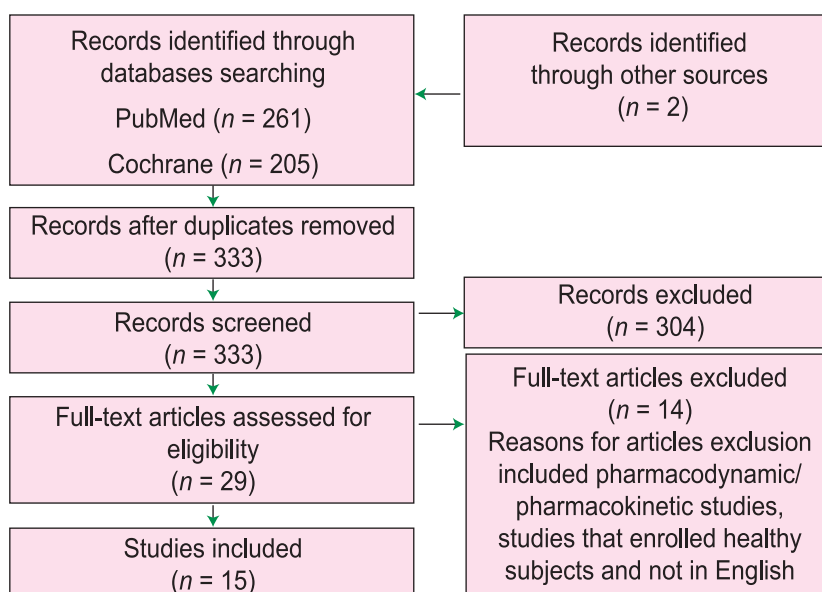 Records identified through
databases searching
PubMed (n = 261)
Cochrane (n = 205)
Records identified
through other sources
(n = 2)
Records after duplicates removed
(n = 333)
Records screened
(n = 333)
Records excluded
(n = 304)
Full-text articles assessed for
eligibility
(n = 29)
Full-text articles excluded
(n = 14)
Reasons for articles exclusion
included pharmacodynamic/
pharmacokinetic studies,
studies that enrolled healthy
subjects and not in English
Studies included
(n = 15)